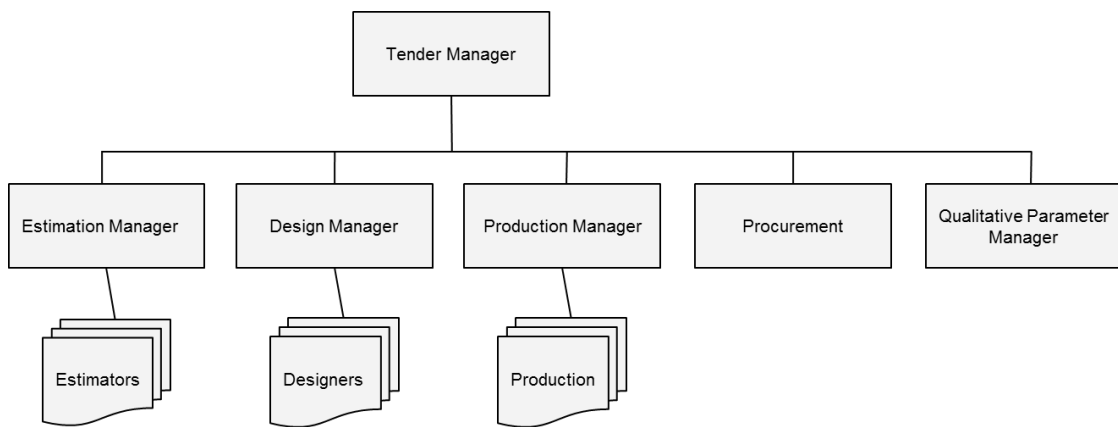 Tender Manager
Estimation Manager
Design Manager
Production Manager
Procurement
Qualitative Parameter
Manager
Estimators
Designers
Production